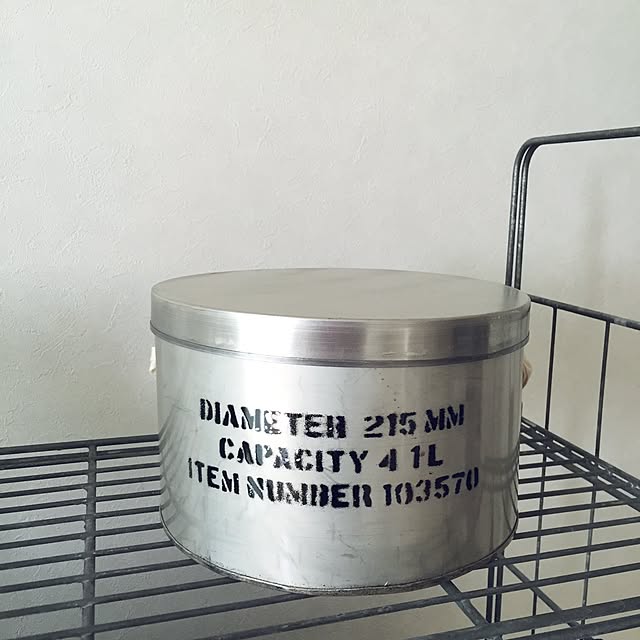 DIAMETER 215 MM
CAPACITY 4 1L
ITEM NUMBER 103570